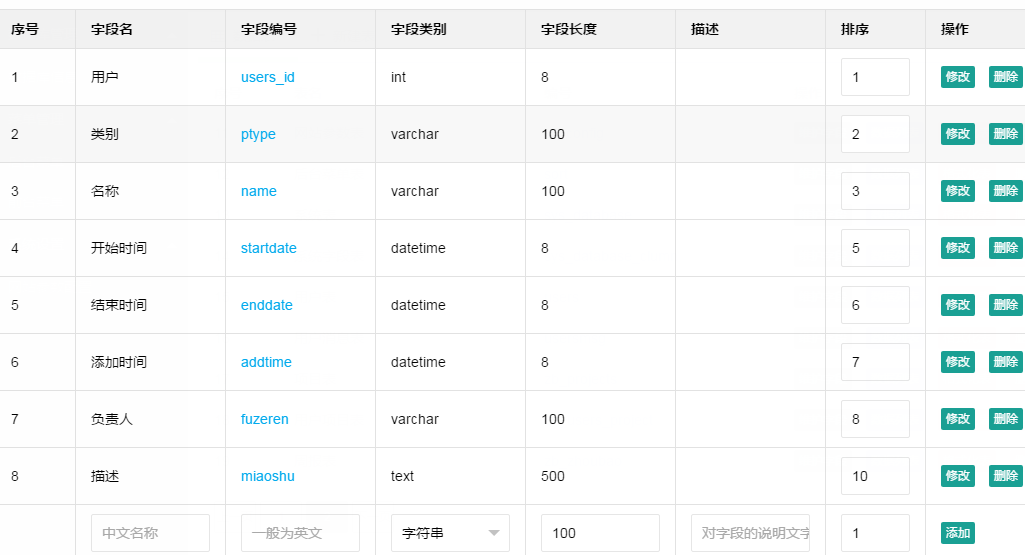 序号 字段名 字段编号 字段类别 字段长度 描述 排序 操作
1 用户 users_id int 8 1 修改 删除
2 类别 ptype varchar 100 2 修改 删除
3 名称 name varchar 100 3 修改 删除
4 开始时间 startdate datetime 8 5 修改 删除
5 结束时间 enddate datetime 8 6 修改 删除
6 添加时间 addtime datetime 8 7 修改 删除
7 负责人 fuzeren varchar 100 8 修改 删除
8 描述 miaoshu text 500 10 修改 删除
中文名称 一般为英文 字符串 100 对字段的说明文字 1 添加